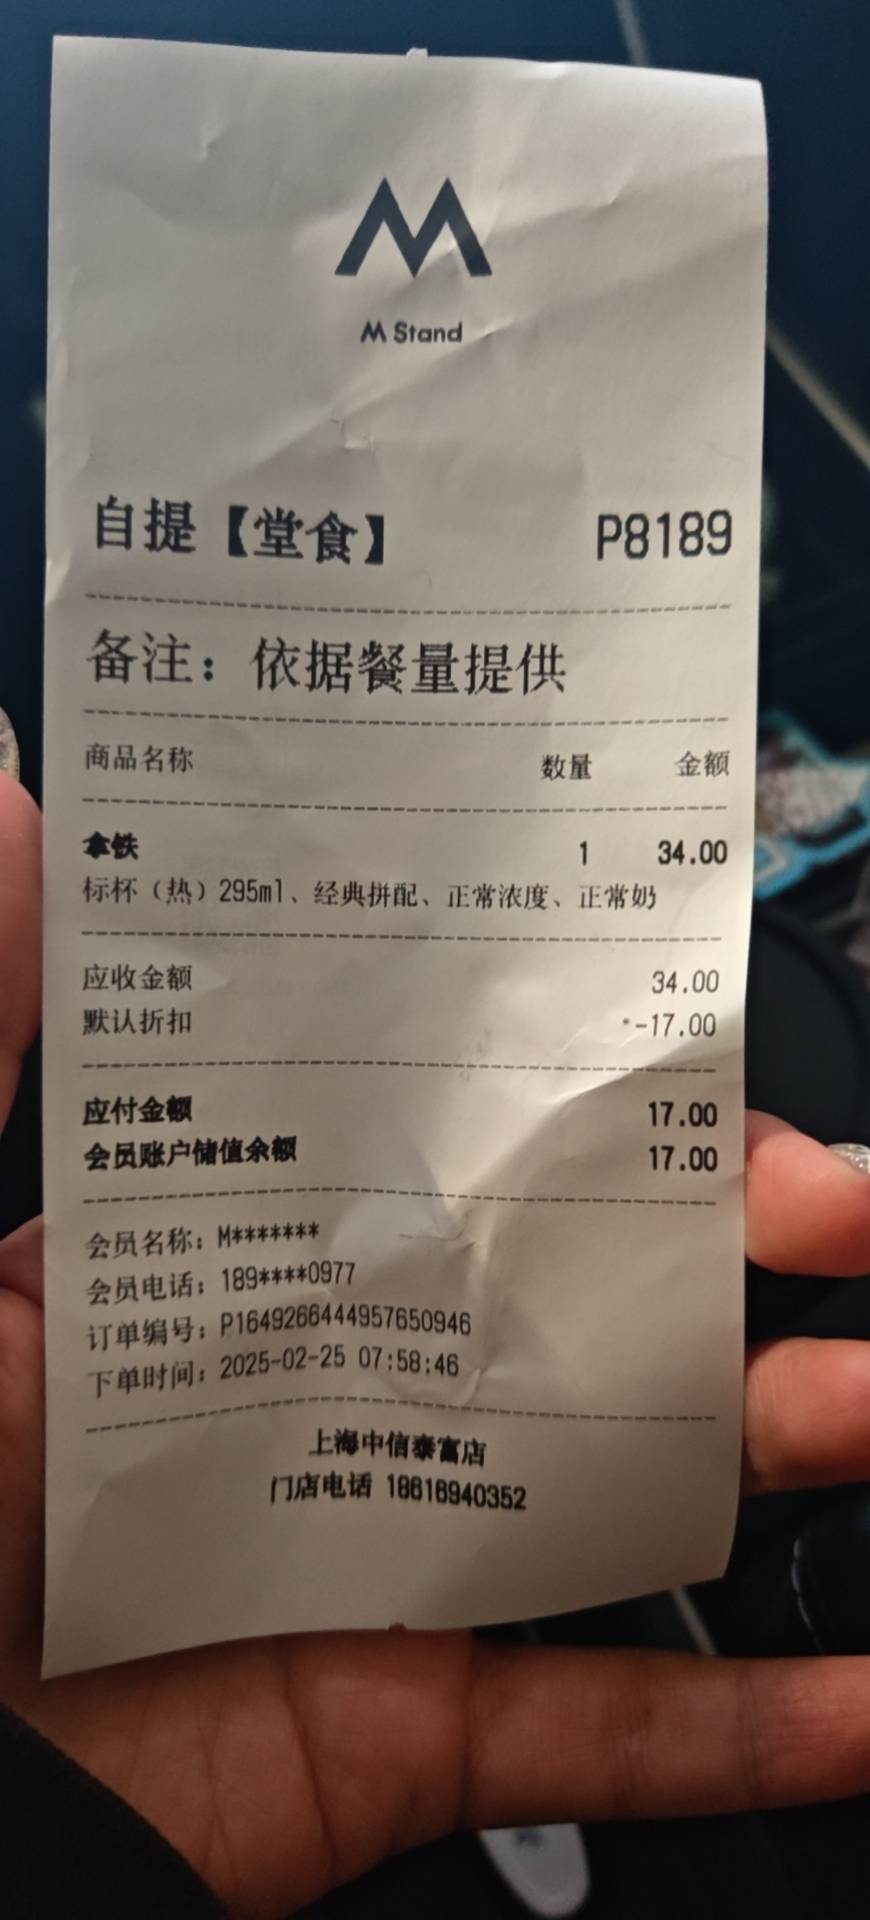 M Stand
自提【堂食】 P8189
备注：依据餐量提供
商品名称 数量 金额
拿铁 1 34.00
标杯（热）295ml、经典拼配、正常浓度、正常奶
应收金额 34.00
默认折扣 -17.00
应付金额 17.00
会员账户储值余额 17.00
会员名称：M*******
会员电话：189****0977
订单编号：P1649266444957650946
下单时间：2025-02-25 07:58:46
上海中信泰富店
门店电话 18616940352